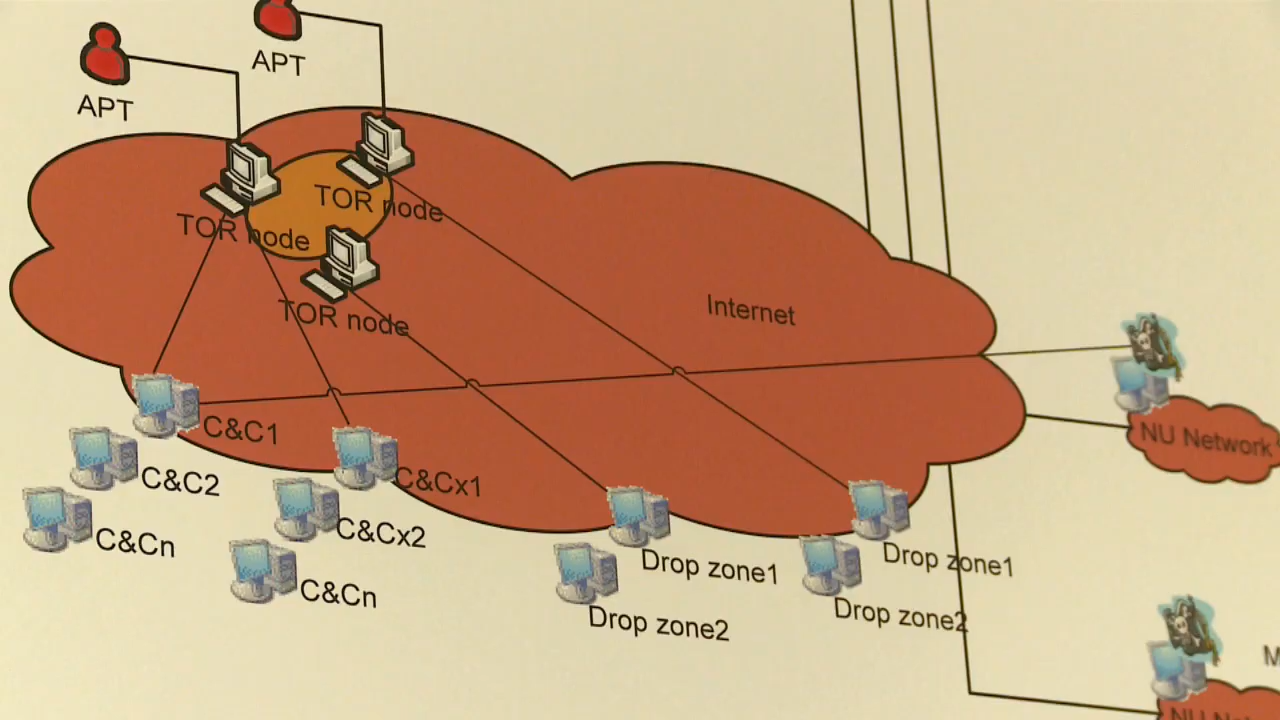 APT
APT
TOR node
TOR node
TOR node
Internet
NU Network
C&C1
C&C2
C&Cn
C&Cx1
C&Cx2
C&Cn
Drop zone1
Drop zone2
Drop zone1
Drop zone2
M